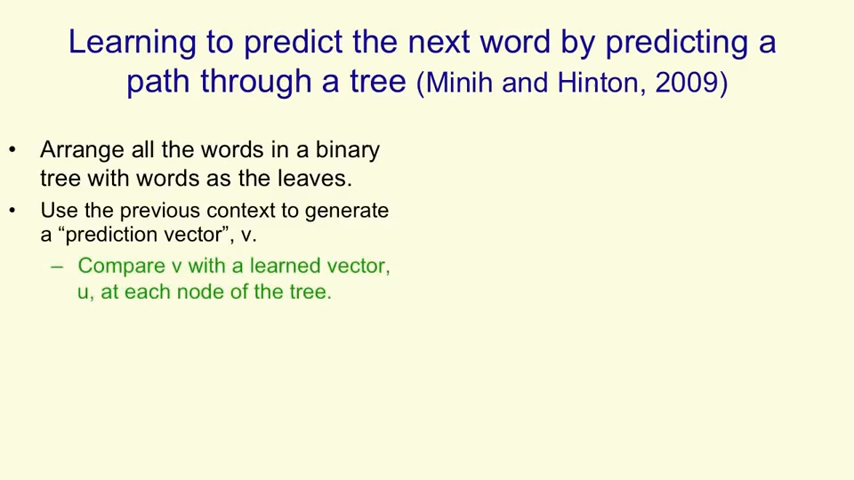 Learning to predict the next word by predicting a
path through a tree (Minih and Hinton, 2009)
• Arrange all the words in a binary
tree with words as the leaves.
• Use the previous context to generate
a “prediction vector”, v.
– Compare v with a learned vector,
u, at each node of the tree.